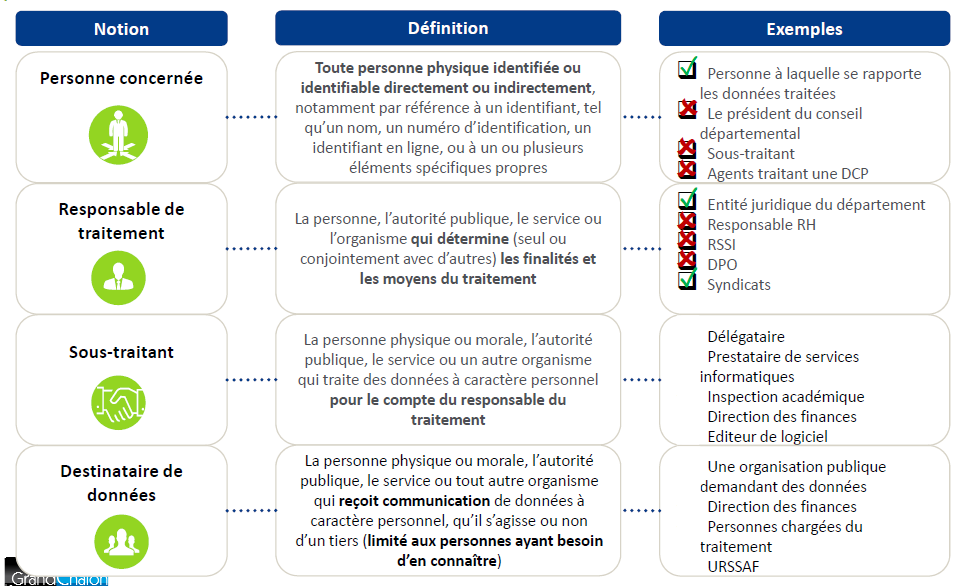 Notion
Définition
Exemples
Personne concernée
Toute personne physique identifiée ou
identifiable directement ou indirectement,
notamment par référence à un identifiant, tel
qu'un nom, un numéro d'identification, un
identifiant en ligne, ou à un ou plusieurs
éléments spécifiques propres
Personne à laquelle se rapporte
les données traitées
Le président du conseil
départemental
Sous-traitant
Agents traitant une DCP
Responsable de
traitement
La personne, l'autorité publique, le service ou
l'organisme qui détermine (seul ou
conjointement avec d'autres) les finalités et
les moyens du traitement
Entité juridique du département
Responsable RH
RSSI
DPO
Syndicats
Sous-traitant
La personne physique ou morale, l'autorité
publique, le service ou un autre organisme
qui traite des données à caractère personnel
pour le compte du responsable du
traitement
Délégataire
Prestataire de services
informatiques
Inspection académique
Direction des finances
Editeur de logiciel
Destinataire de
données
La personne physique ou morale, l'autorité
publique, le service ou tout autre organisme
qui reçoit communication de données à
caractère personnel, qu'il s'agisse ou non
d'un tiers (limité aux personnes ayant besoin
d'en connaître)
Une organisation publique
demandant des données
Direction des finances
Personnes chargées du
traitement
URSSAF
GrandChalon